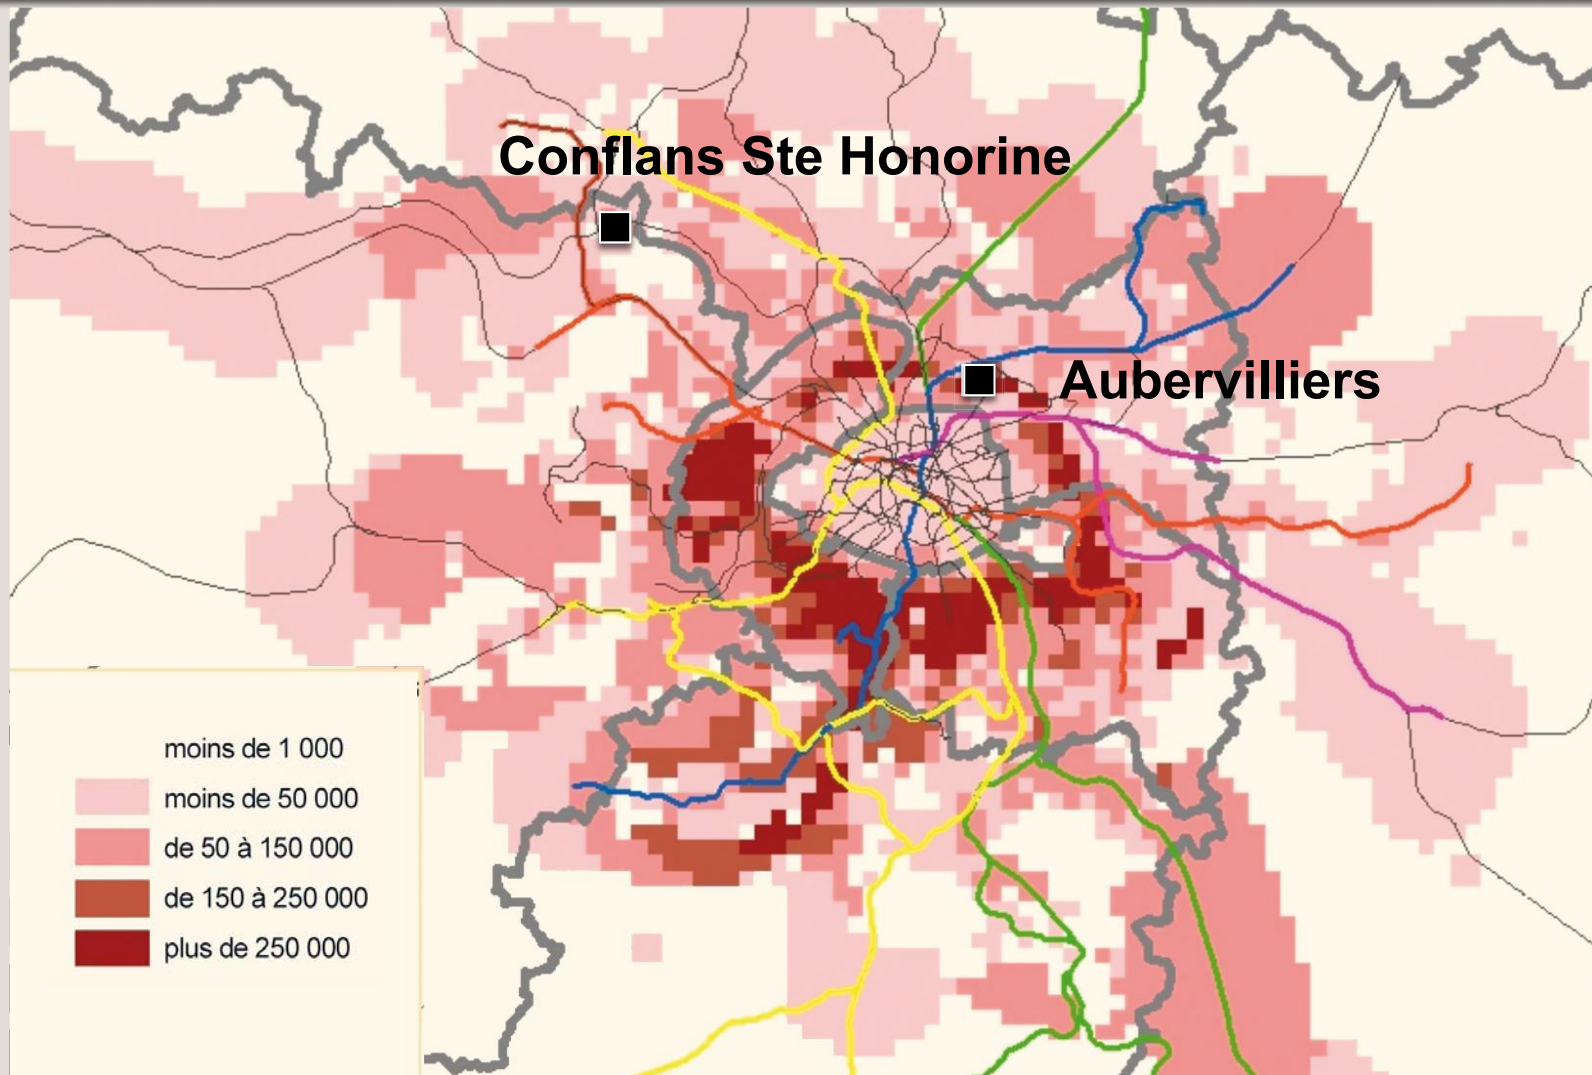 Conflans Ste Honorine
Aubervilliers
moins de 1 000
moins de 50 000
de 50 à 150 000
de 150 à 250 000
plus de 250 000